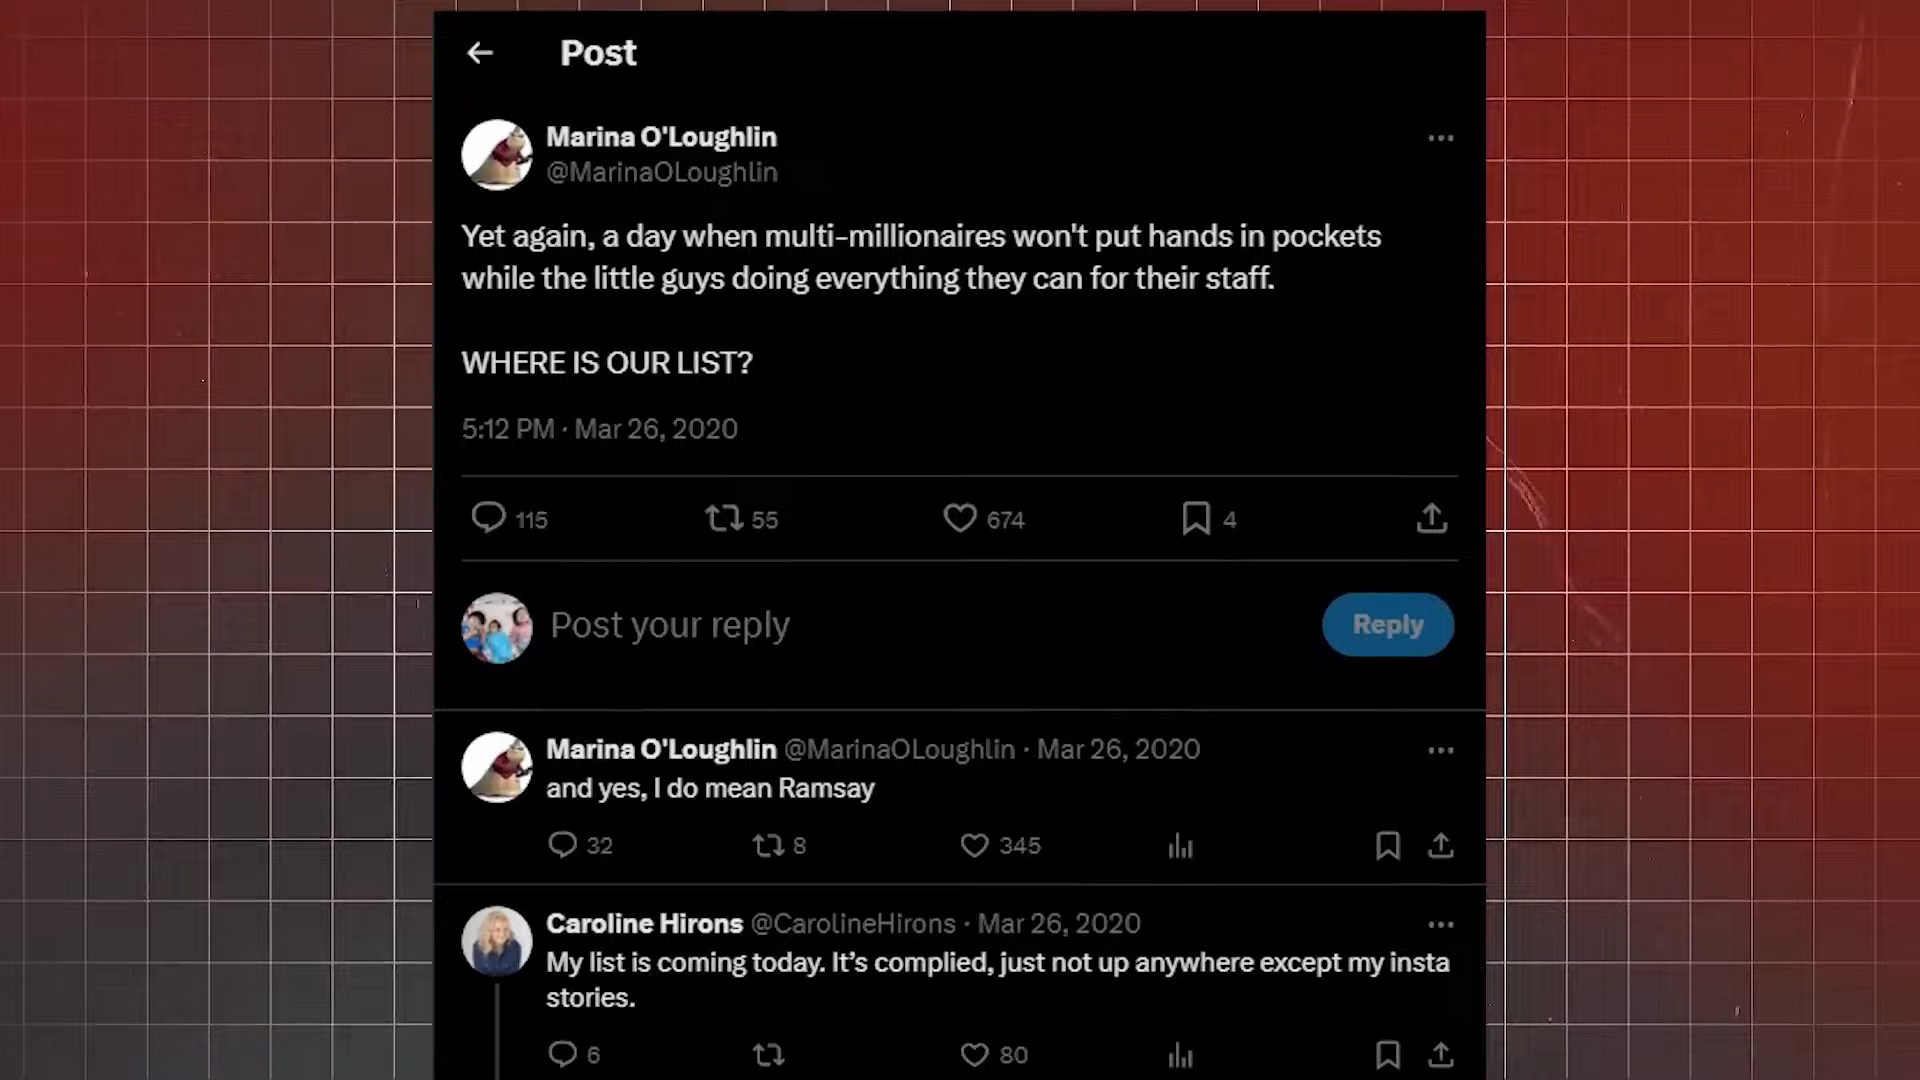 Post
Marina O'Loughlin
@MarinaOLoughlin
Yet again, a day when multi-millionaires won't put hands in pockets
while the little guys doing everything they can for their staff.
WHERE IS OUR LIST?
5:12 PM · Mar 26, 2020
115 55 674 4
Post your reply Reply
Marina O'Loughlin @MarinaOLoughlin · Mar 26, 2020
and yes, I do mean Ramsay
32 8 345
Caroline Hirons @CarolineHirons · Mar 26, 2020
My list is coming today. It’s complied, just not up anywhere except my insta
stories.
6 80